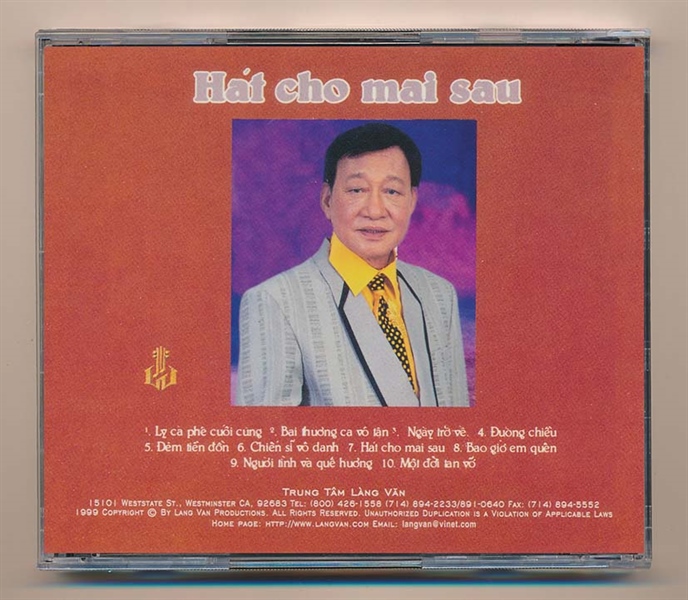 Hát cho mai sau
1. Ly cà phê cuối cùng 2. Bài thương ca vô tận 3. Ngày trở về 4. Đường chiều
5. Đêm tiền đồn 6. Chiến sĩ vô danh 7. Hát cho mai sau 8. Bao giờ em quên
9. Người tình và quê hương 10. Một đời tan vỡ
TRUNG TÂM LÀNG VĂN
15101 WESTSTATE ST., WESTMINSTER CA, 92683 TEL: (800) 426-1558 (714) 894-2233/891-0640 FAX: (714) 894-5552
1999 COPYRIGHT © BY LANG VAN PRODUCTIONS. ALL RIGHTS RESERVED. UNAUTHORIZED DUPLICATION IS A VIOLATION OF APPLICABLE LAWS
HOME PAGE: HTTP://WWW.LANGVAN.COM EMAIL: langvan@vinet.com